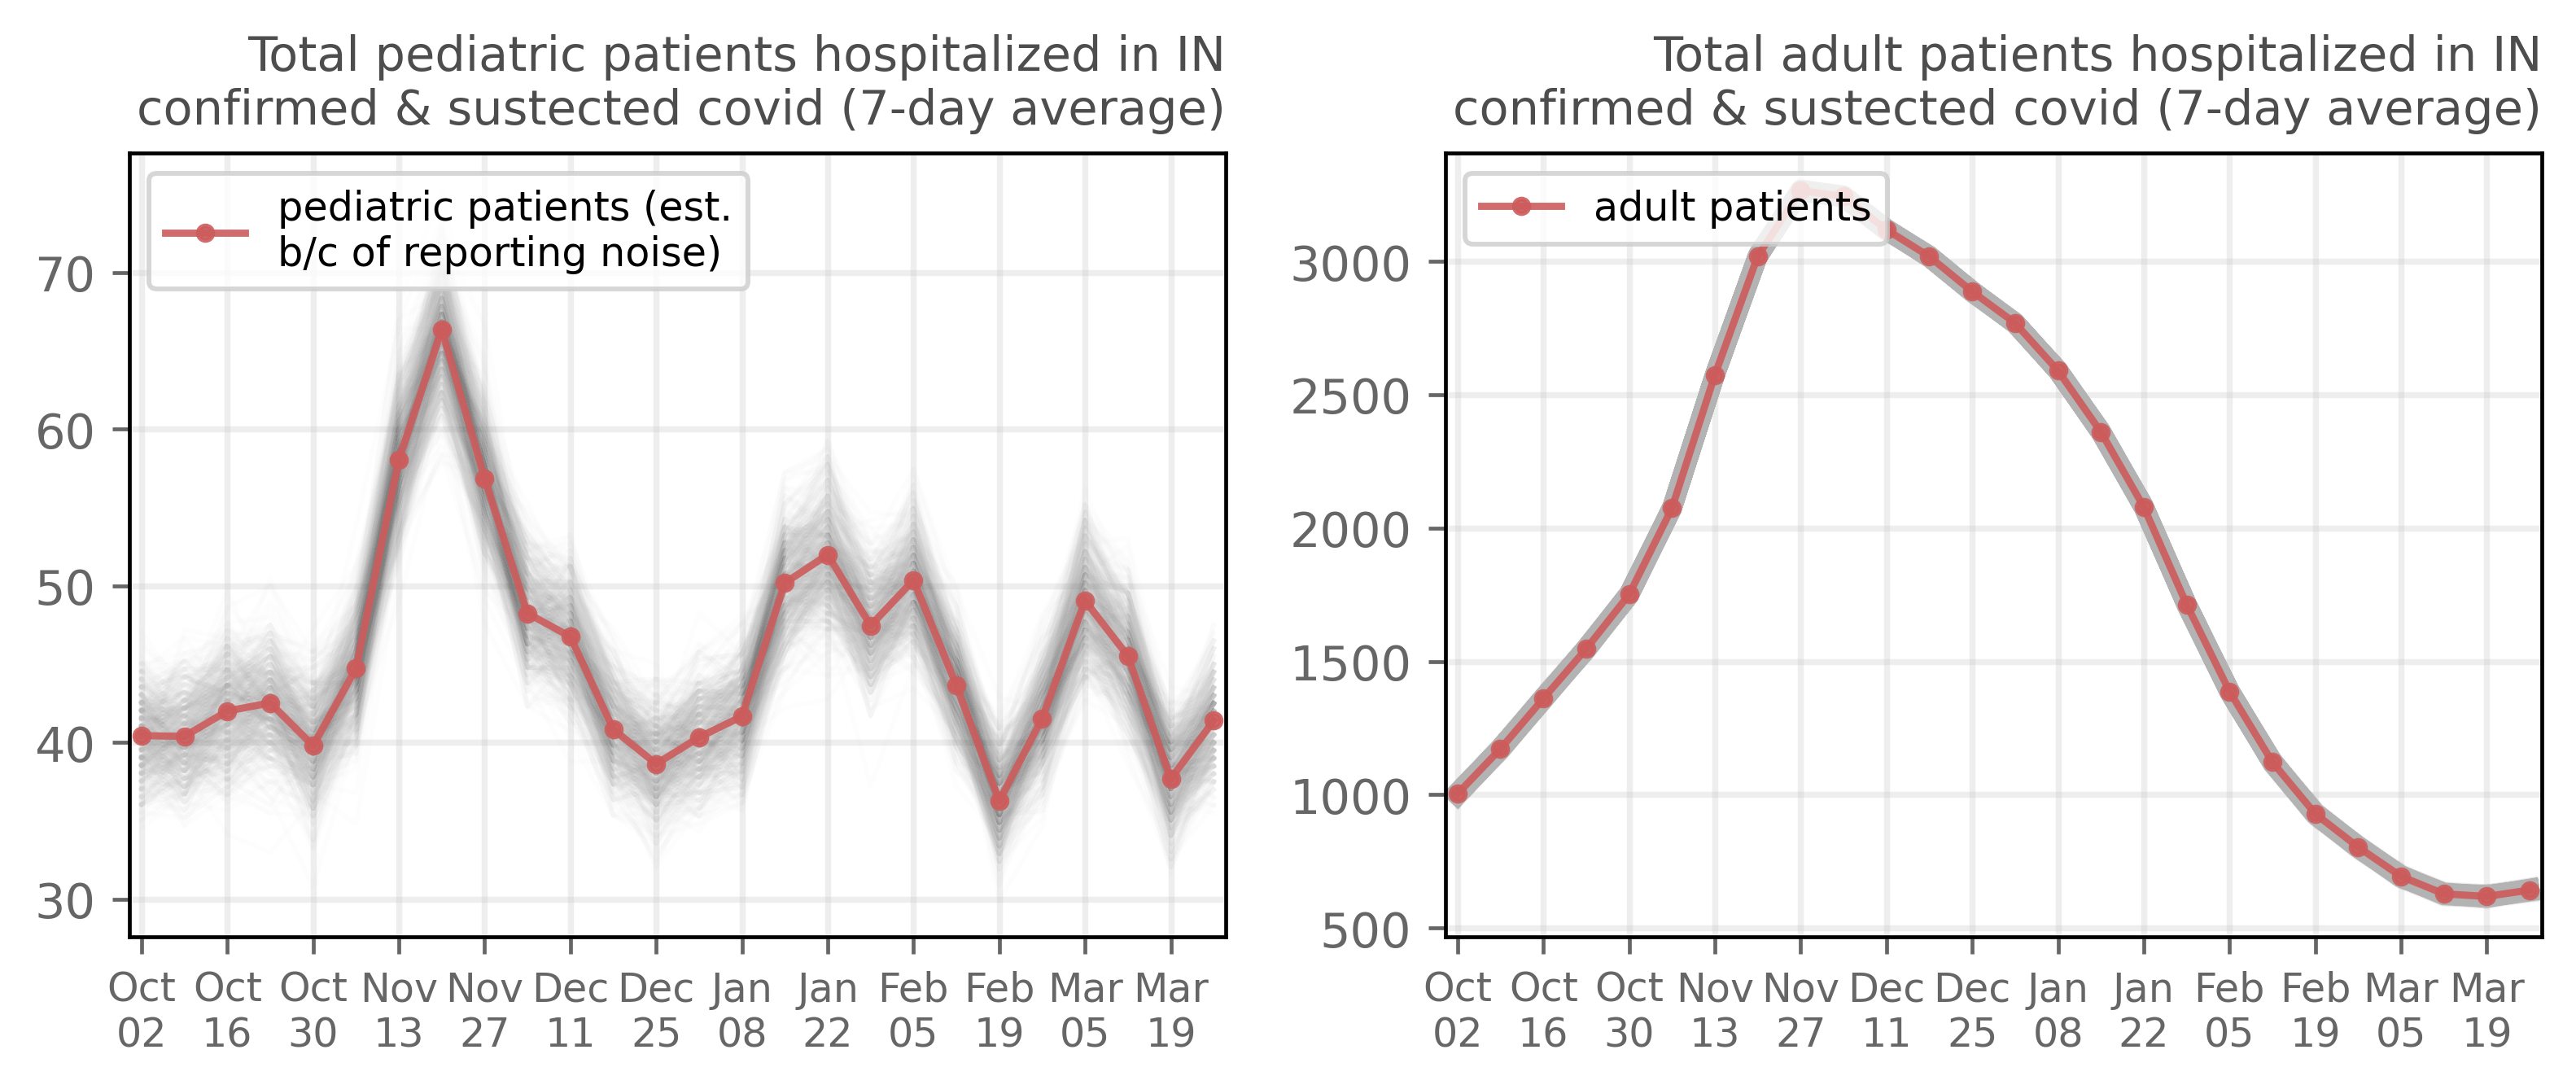 Total pediatric patients hospitalized in IN
confirmed & sustected covid (7-day average)
pediatric patients (est.
b/c of reporting noise)
70
60
50
40
30
Oct Oct Oct Nov Nov Dec Dec Jan Jan Feb Feb Mar Mar
02 16 30 13 27 11 25 08 22 05 19 05 19
Total adult patients hospitalized in IN
confirmed & sustected covid (7-day average)
adult patients
3000
2500
2000
1500
1000
500
Oct Oct Oct Nov Nov Dec Dec Jan Jan Feb Feb Mar Mar
02 16 30 13 27 11 25 08 22 05 19 05 19